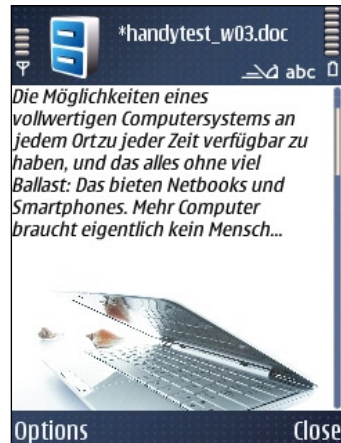 *handytest_w03.doc
abc
Die Möglichkeiten eines
vollwertigen Computersystems an
jedem Ortzu jeder Zeit verfügbar zu
haben, und das alles ohne viel
Ballast: Das bieten Netbooks und
Smartphones. Mehr Computer
braucht eigentlich kein Mensch...
Options
Close